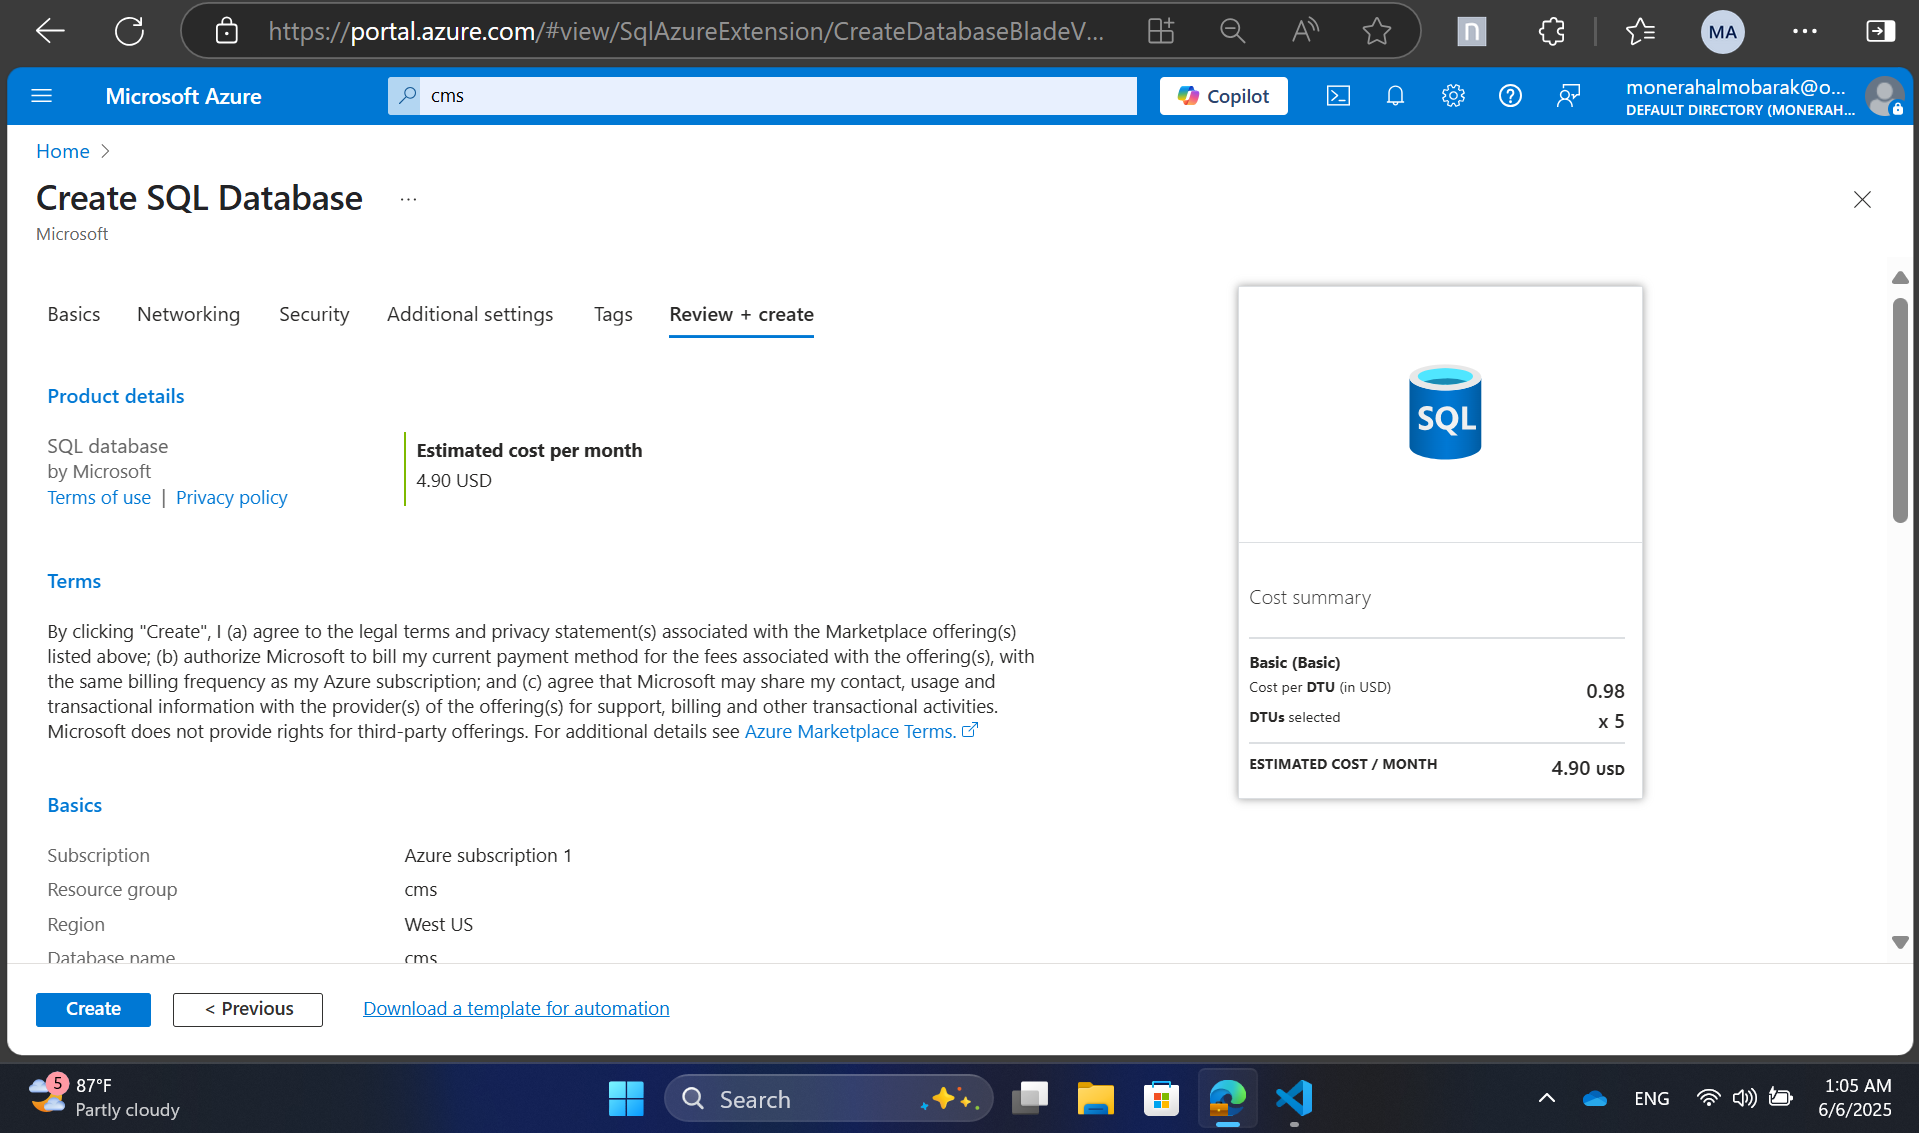 https://portal.azure.com/#view/SqlAzureExtension/CreateDatabaseBladeV...
n
MA
Microsoft Azure
cms
Copilot
monerahalmobarak@o...
DEFAULT DIRECTORY (MONERAH...
Home
Create SQL Database
...
Microsoft
Basics
Networking
Security
Additional settings
Tags
Review + create
Product details
SQL database
by Microsoft
Terms of use | Privacy policy
Estimated cost per month
4.90 USD
Terms
By clicking "Create", I (a) agree to the legal terms and privacy statement(s) associated with the Marketplace offering(s)
listed above; (b) authorize Microsoft to bill my current payment method for the fees associated with the offering(s), with
the same billing frequency as my Azure subscription; and (c) agree that Microsoft may share my contact, usage and
transactional information with the provider(s) of the offering(s) for support, billing and other transactional activities.
Microsoft does not provide rights for third-party offerings. For additional details see Azure Marketplace Terms.
Basics
Subscription Azure subscription 1
Resource group cms
Region West US
Database name cms
SQL
Cost summary
Basic (Basic)
Cost per DTU (in USD) 0.98
DTUs selected x 5
ESTIMATED COST / MONTH 4.90 USD
Create
< Previous
Download a template for automation
5
87°F
Partly cloudy
Search
ENG
1:05 AM
6/6/2025